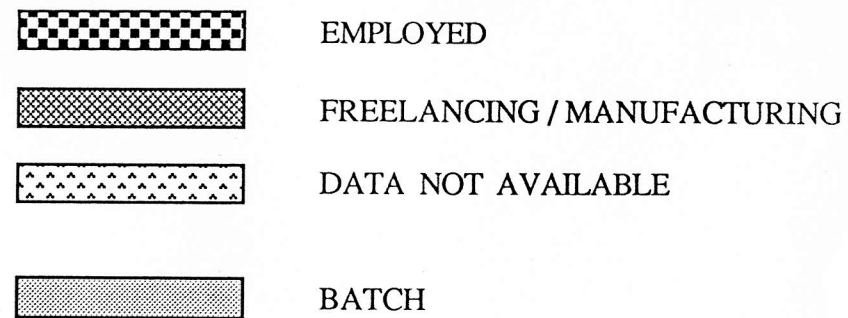 EMPLOYED
FREELANCING / MANUFACTURING
DATA NOT AVAILABLE
BATCH